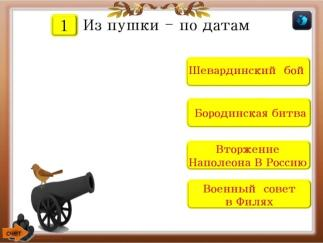 1 Из пушки - по датам
Шевардинский бой
Бородинская битва
Вторжение
Наполеона В Россию
Военный совет
в Филях
счет